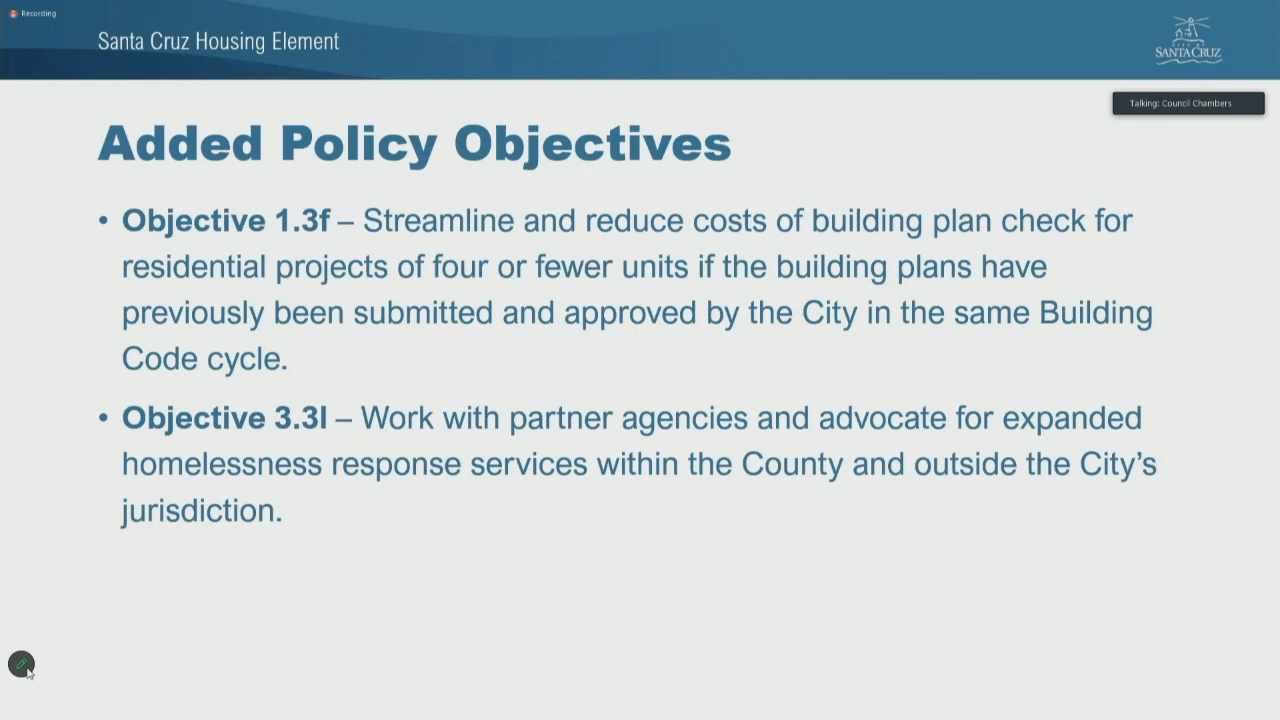 Recording
Santa Cruz Housing Element
CITY OF
SANTA CRUZ
Talking: Council Chambers
Added Policy Objectives
• Objective 1.3f – Streamline and reduce costs of building plan check for
residential projects of four or fewer units if the building plans have
previously been submitted and approved by the City in the same Building
Code cycle.
• Objective 3.3l – Work with partner agencies and advocate for expanded
homelessness response services within the County and outside the City’s
jurisdiction.